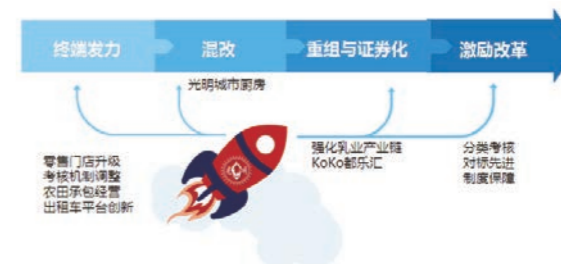 终端发力
混改
重组与证券化
激励改革
光明城市厨房
零售门店升级
考核机制调整
农田承包经营
出租车平台创新
强化乳业产业链
KoKo都乐汇
分类考核
对标先进
制度保障